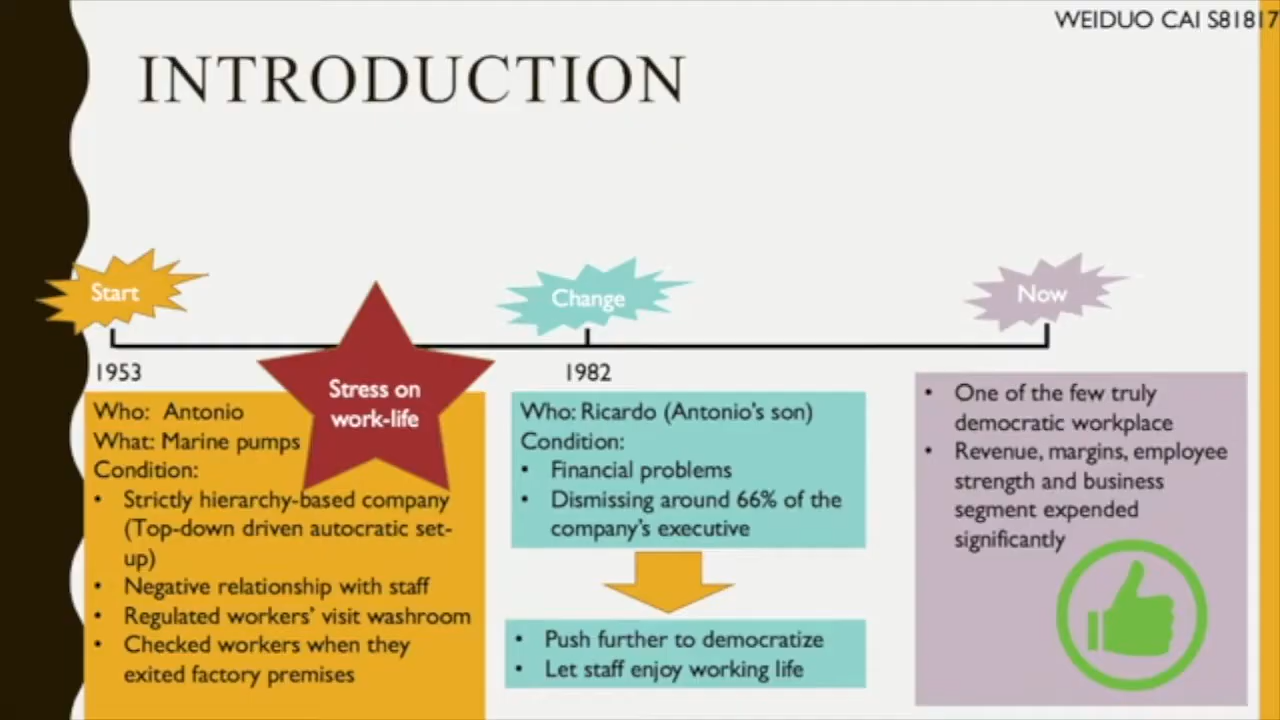 WEIDUO CAI S81817
INTRODUCTION
Start
Change
Now
1953
1982
Stress on
work-life
Who: Antonio
What: Marine pumps
Condition:
• Strictly hierarchy-based company
(Top-down driven autocratic set-
up)
• Negative relationship with staff
• Regulated workers' visit washroom
• Checked workers when they
exited factory premises
Who: Ricardo (Antonio's son)
Condition:
• Financial problems
• Dismissing around 66% of the
company's executive
• Push further to democratize
• Let staff enjoy working life
• One of the few truly
democratic workplace
• Revenue, margins, employee
strength and business
segment expended
significantly